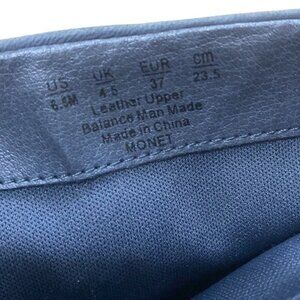 US UK EUR cm
6.5M 4.5 37 23.5
Leather Upper
Balance Man Made
Made in China
MONET